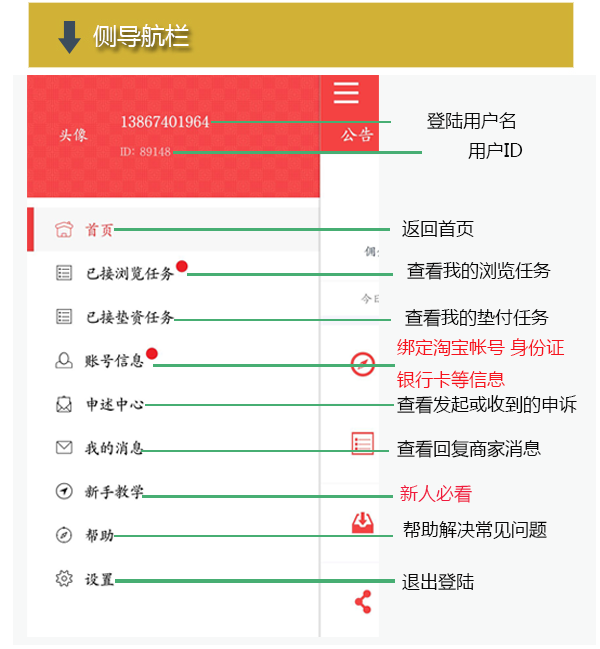 侧导航栏
头像
13867401964
ID: 89148
公告
登陆用户名
用户ID
首页
返回首页
已接浏览任务
查看我的浏览任务
今日
已接垫资任务
查看我的垫付任务
账号信息
绑定淘宝帐号 身份证
银行卡等信息
申述中心
查看发起或收到的申诉
我的消息
查看回复商家消息
新手教学
新人必看
帮助
帮助解决常见问题
设置
退出登陆